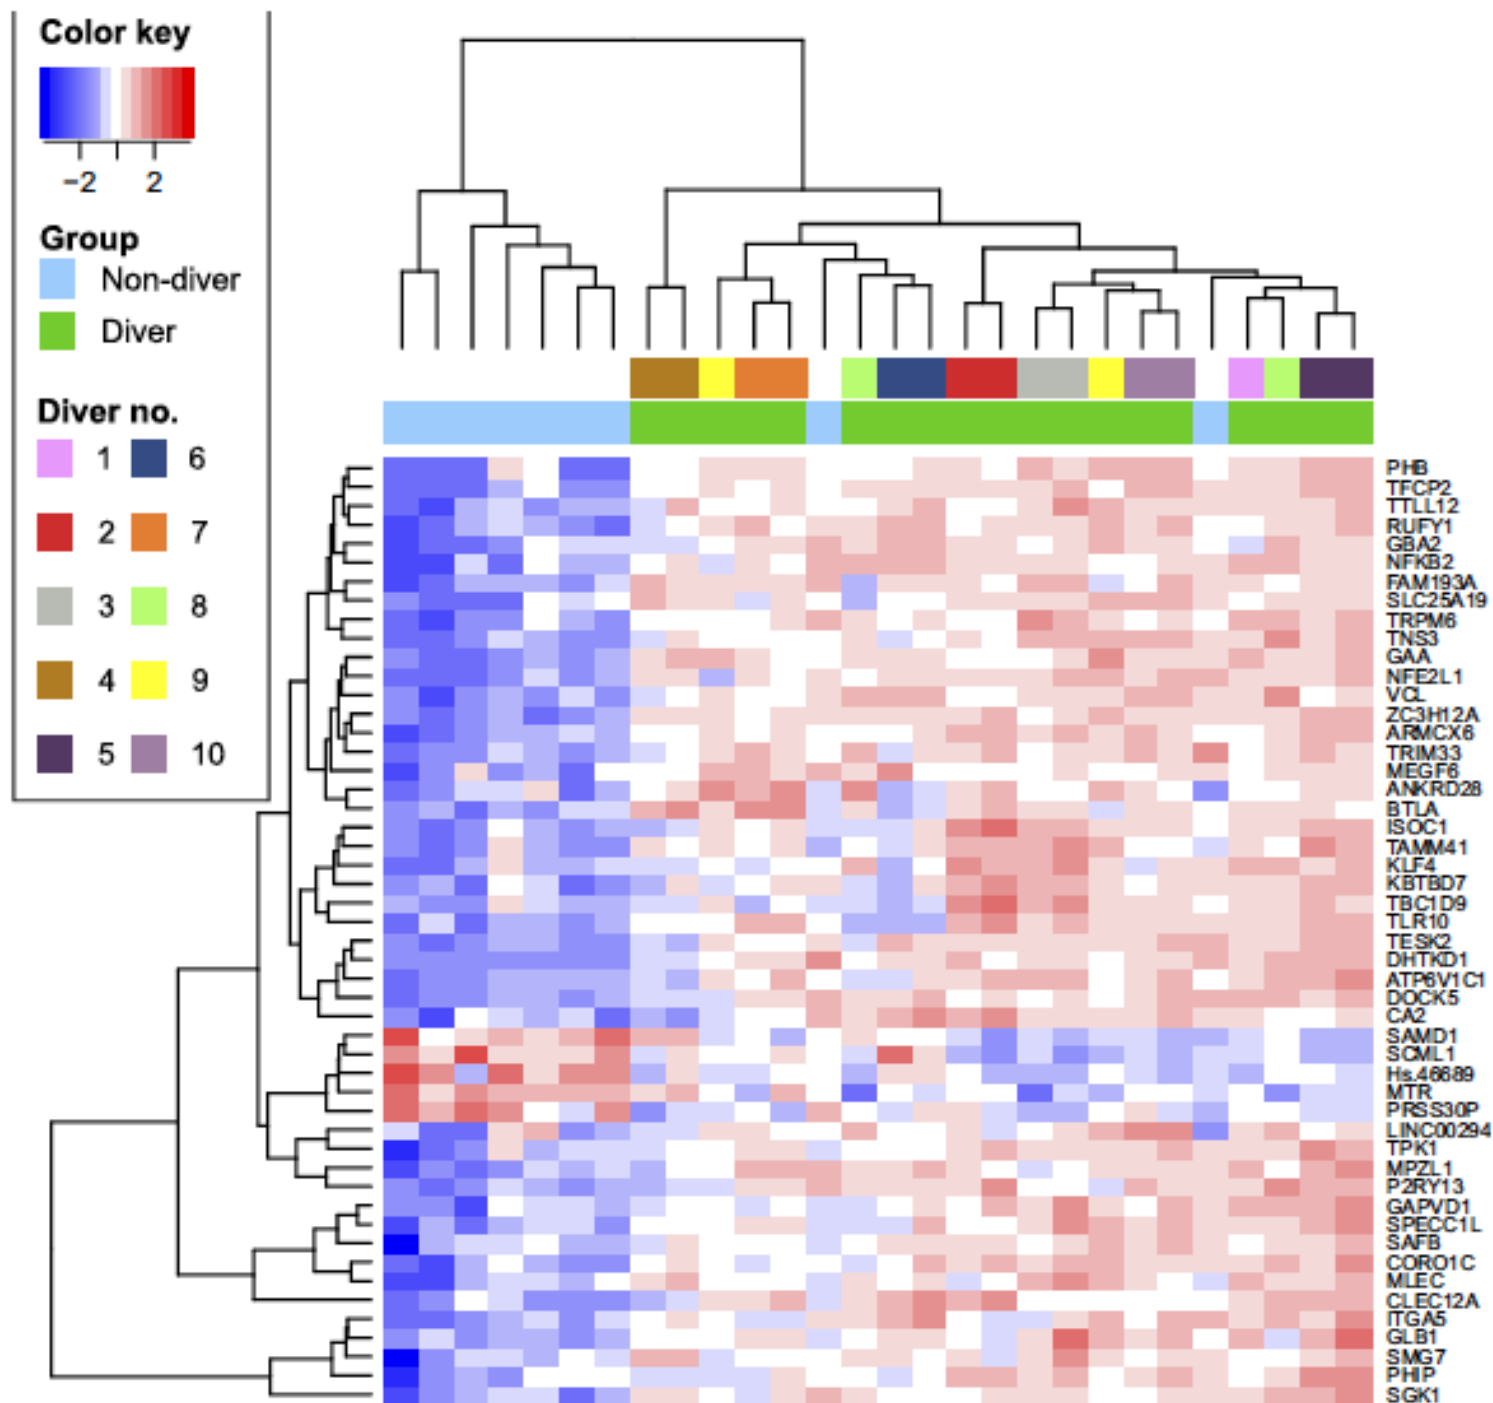 Color key
−2 2
Group
Non-diver
Diver
Diver no.
1 6
2 7
3 8
4 9
5 10
PHB
TFCP2
TTLL12
RUFY1
GBA2
NFKB2
FAM193A
SLC25A19
TRPM6
TNS3
GAA
NFE2L1
VCL
ZC3H12A
ARMCX6
TRIM33
MEGF6
ANKRD28
BTLA
ISOC1
TAMM41
KLF4
KBTBD7
TBC1D9
TLR10
TESK2
DHTKD1
ATP6V1C1
DOCK5
CA2
SAMD1
SCML1
Hs.46689
MTR
PRSS30P
LINC00294
TPK1
MPZL1
P2RY13
GAPVD1
SPECC1L
SAFB
CORO1C
MLEC
CLEC12A
ITGA5
GLB1
SMG7
PHIP
SGK1